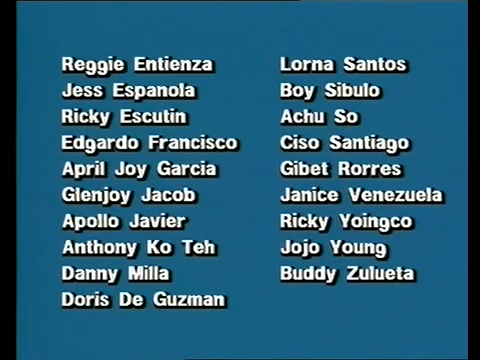 Reggie Entienza
Jess Espanola
Ricky Escutin
Edgardo Francisco
April Joy Garcia
Glenjoy Jacob
Apollo Javier
Anthony Ko Teh
Danny Milla
Doris De Guzman
Lorna Santos
Boy Sibulo
Achu So
Ciso Santiago
Gibet Rorres
Janice Venezuela
Ricky Yoingco
Jojo Young
Buddy Zulueta